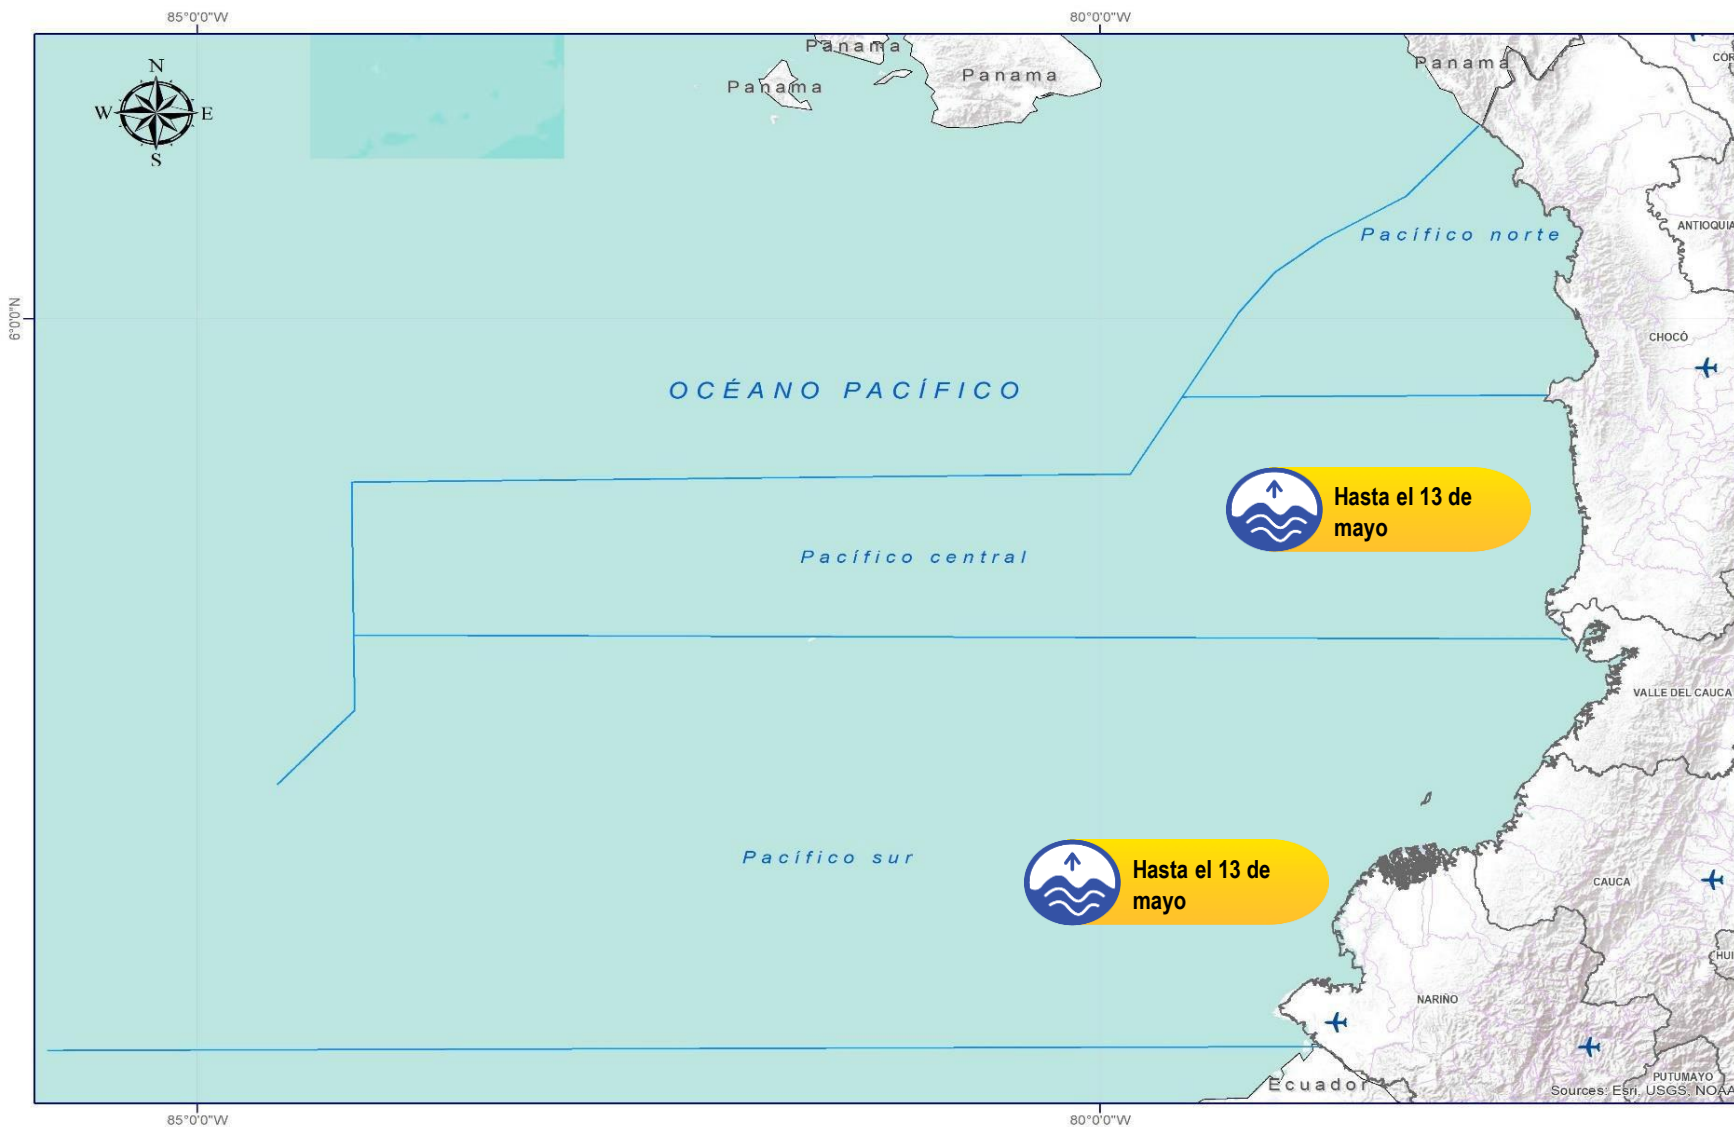 85°0'0"W
80°0'0"W
Panama
Panama
Panama
Panama
N
W
E
S
Pacífico norte
ANTIOQUIA
6°0'0"N
CHOCÓ
OCÉANO PACÍFICO
Hasta el 13 de
mayo
Pacífico central
VALLE DEL CAUCA
Pacífico sur
Hasta el 13 de
mayo
CAUCA
HUI
NARIÑO
PUTUMAYO
Ecuador
Sources: Esri, USGS, NOAA
85°0'0"W
80°0'0"W